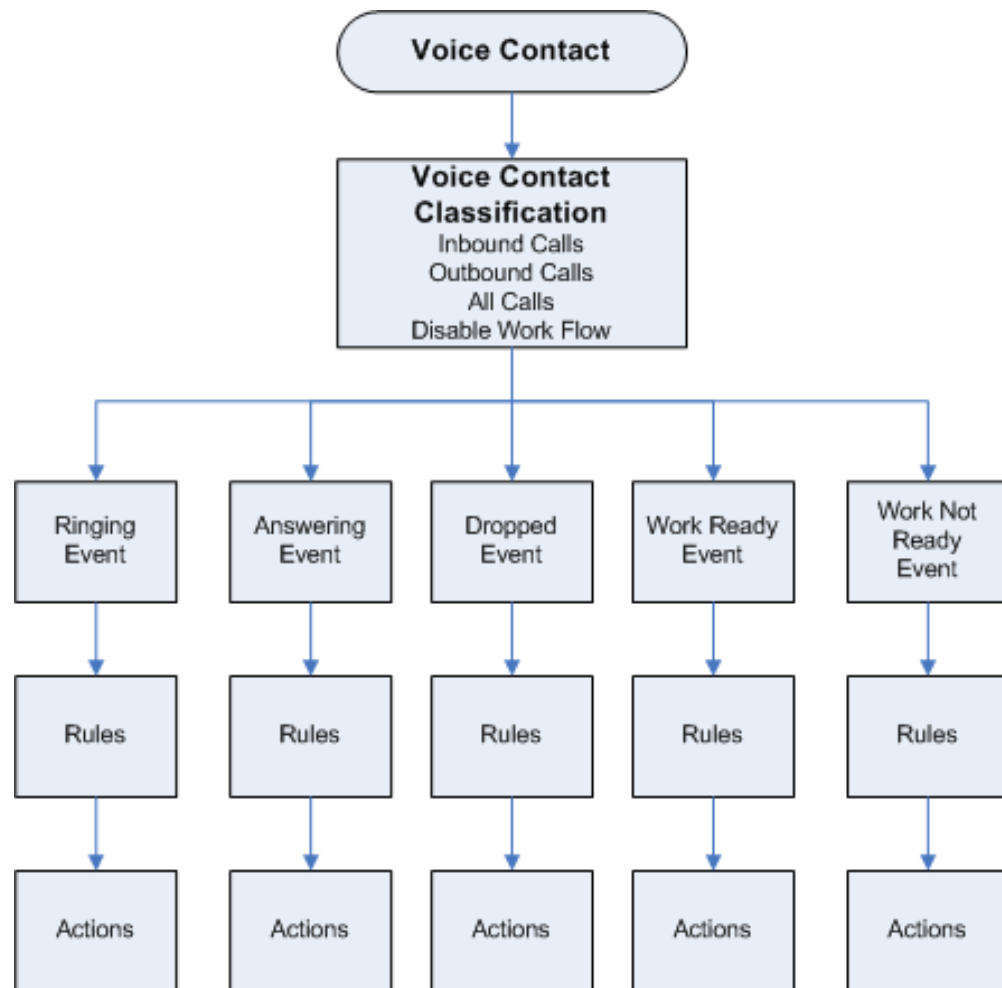 Voice Contact
Voice Contact
Classification
Inbound Calls
Outbound Calls
All Calls
Disable Work Flow
Ringing
Event
Answering
Event
Dropped
Event
Work Ready
Event
Work Not
Ready
Event
Rules
Rules
Rules
Rules
Rules
Actions
Actions
Actions
Actions
Actions